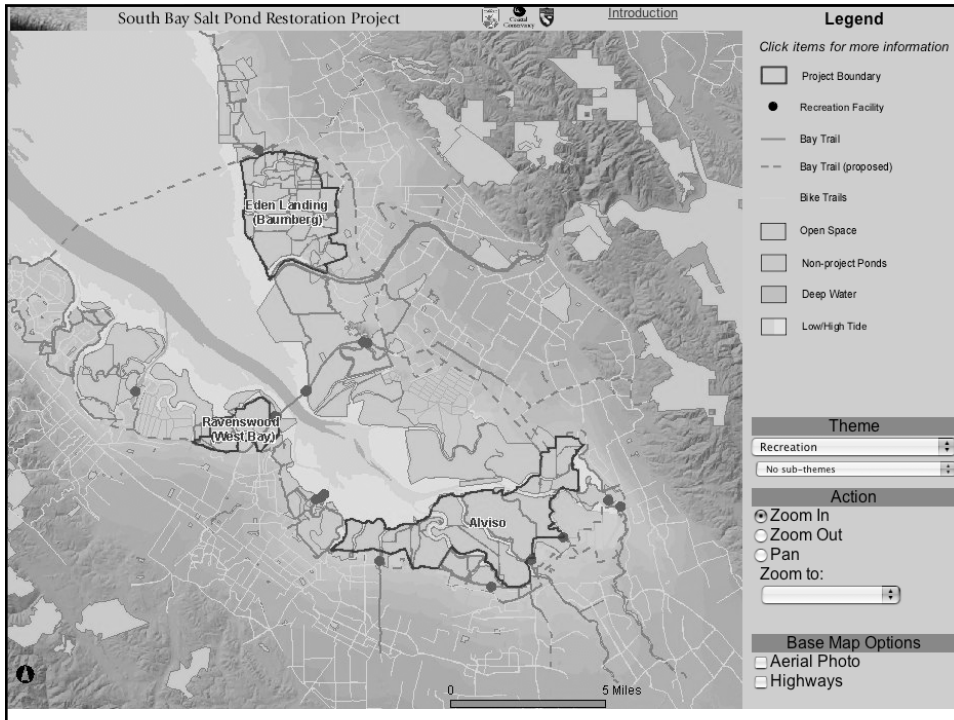 South Bay Salt Pond Restoration Project
Coastal
Conservancy
Introduction
Eden Landing
(Baumberg)
Ravenswood
(West Bay)
Alviso
0
5 Miles
Legend
Click items for more information
Project Boundary
Recreation Facility
Bay Trail
Bay Trail (proposed)
Bike Trails
Open Space
Non-project Ponds
Deep Water
Low/High Tide
Theme
Recreation
No sub-themes
Action
Zoom In
Zoom Out
Pan
Zoom to:
Base Map Options
Aerial Photo
Highways